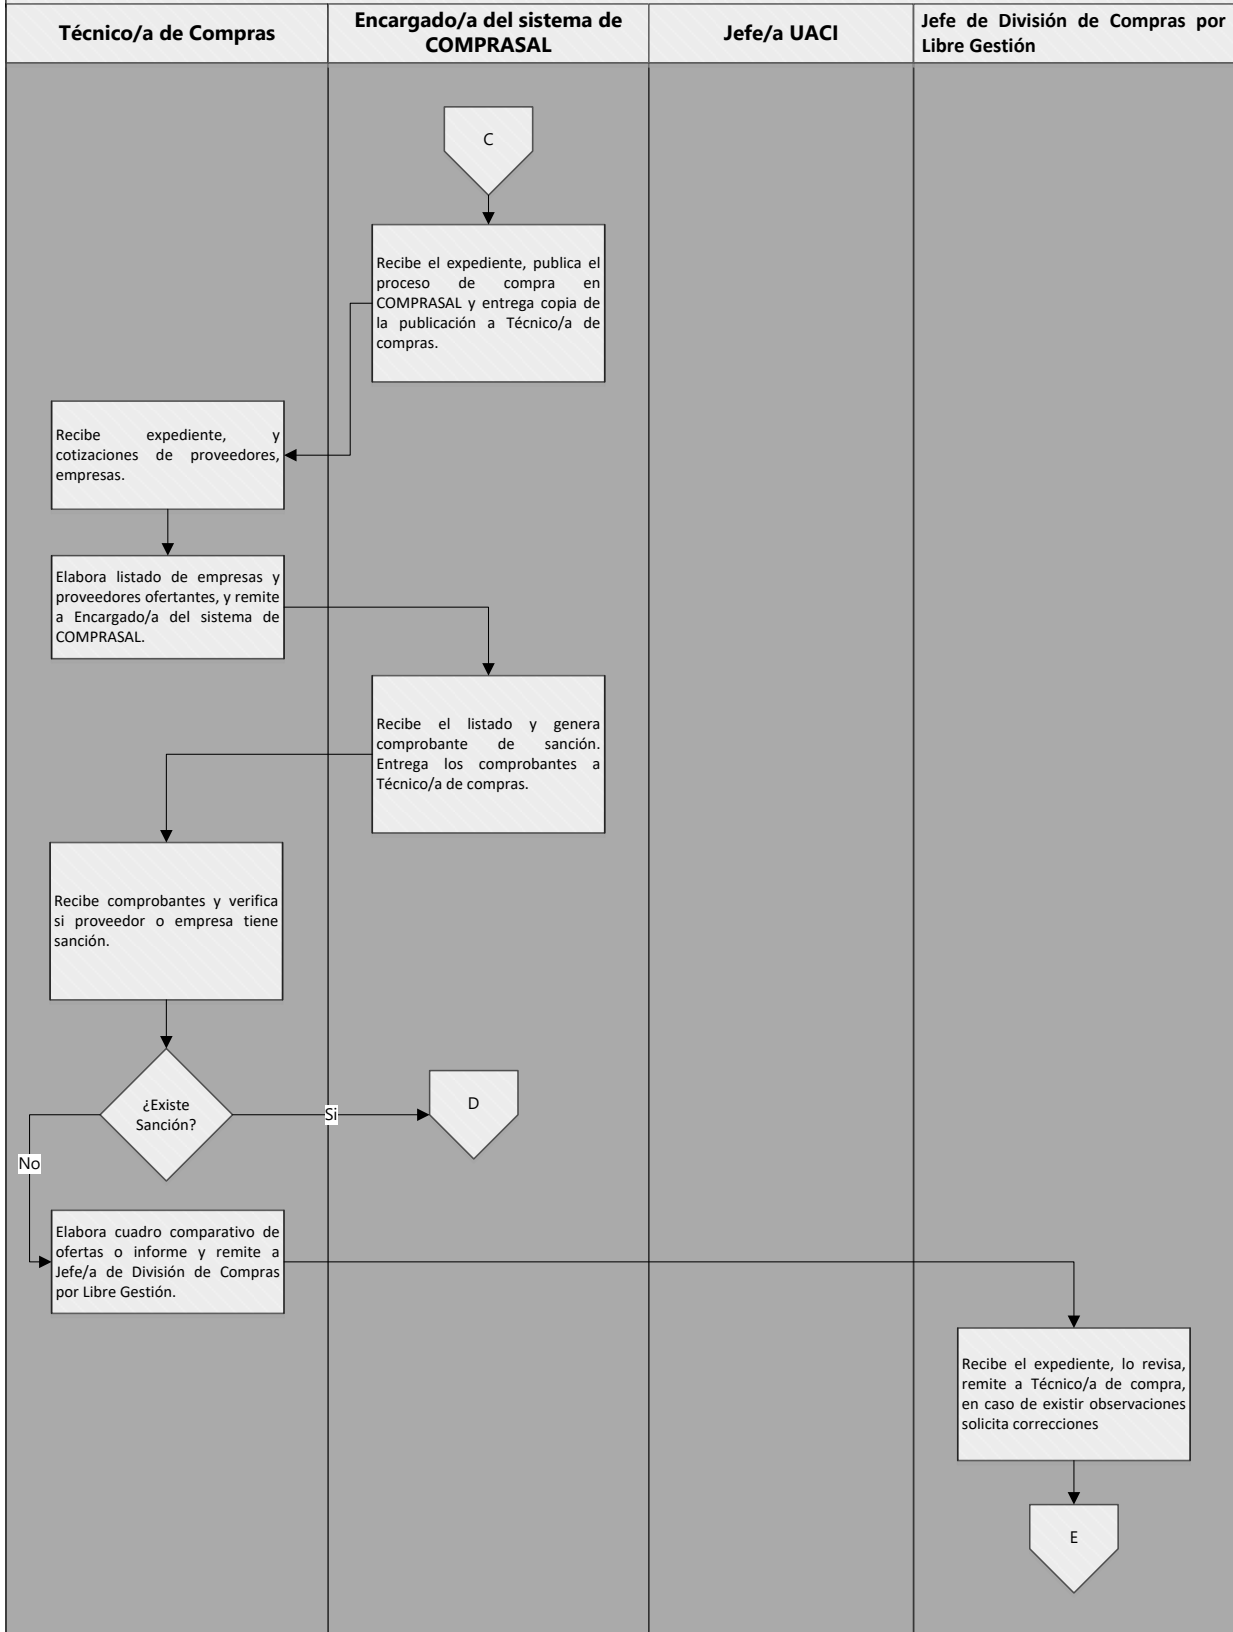 Técnico/a de Compras
Encargado/a del sistema de
COMPRASAL
Jefe/a UACI
Jefe de División de Compras por
Libre Gestión
C
Recibe el expediente, publica el
proceso de compra en
COMPRASAL y entrega copia de
la publicación a Técnico/a de
compras.
Recibe expediente, y
cotizaciones de proveedores,
empresas.
Elabora listado de empresas y
proveedores ofertantes, y remite
a Encargado/a del sistema de
COMPRASAL.
Recibe el listado y genera
comprobante de sanción.
Entrega los comprobantes a
Técnico/a de compras.
Recibe comprobantes y verifica
si proveedor o empresa tiene
sanción.
¿Existe
Sanción?
Si
D
No
Elabora cuadro comparativo de
ofertas o informe y remite a
Jefe/a de División de Compras
por Libre Gestión.
Recibe el expediente, lo revisa,
remite a Técnico/a de compra,
en caso de existir observaciones
solicita correcciones
E